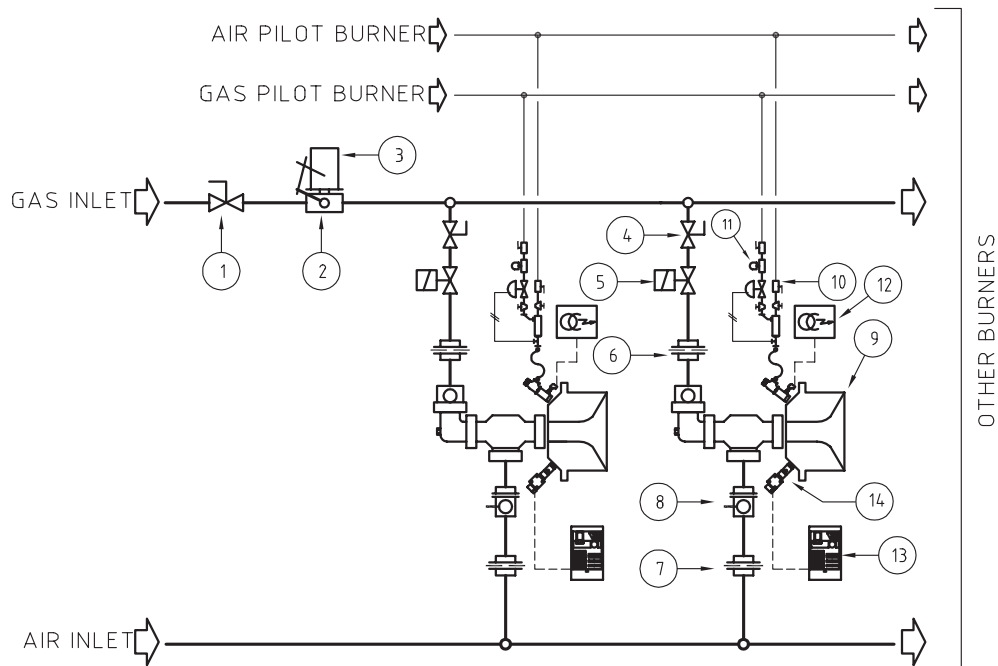 AIR PILOT BURNER
GAS PILOT BURNER
3
GAS INLET
11
4
1
2
5
10
12
6
9
OTHER BURNERS
8
14
7
13
AIR INLET